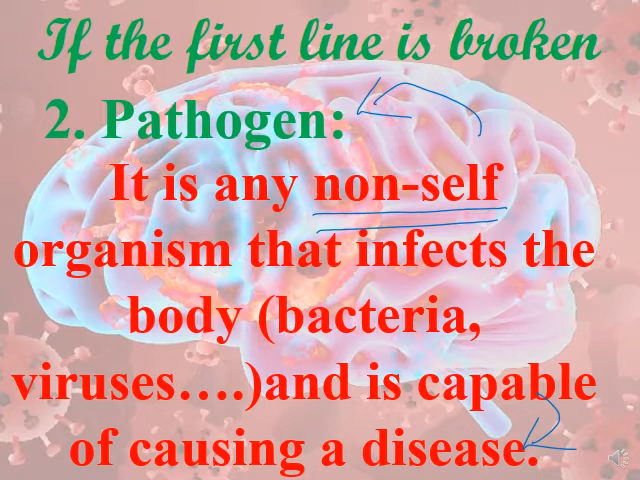 If the first line is broken
2. Pathogen:
It is any non-self
organism that infects the
body (bacteria,
viruses….)and is capable
of causing a disease.